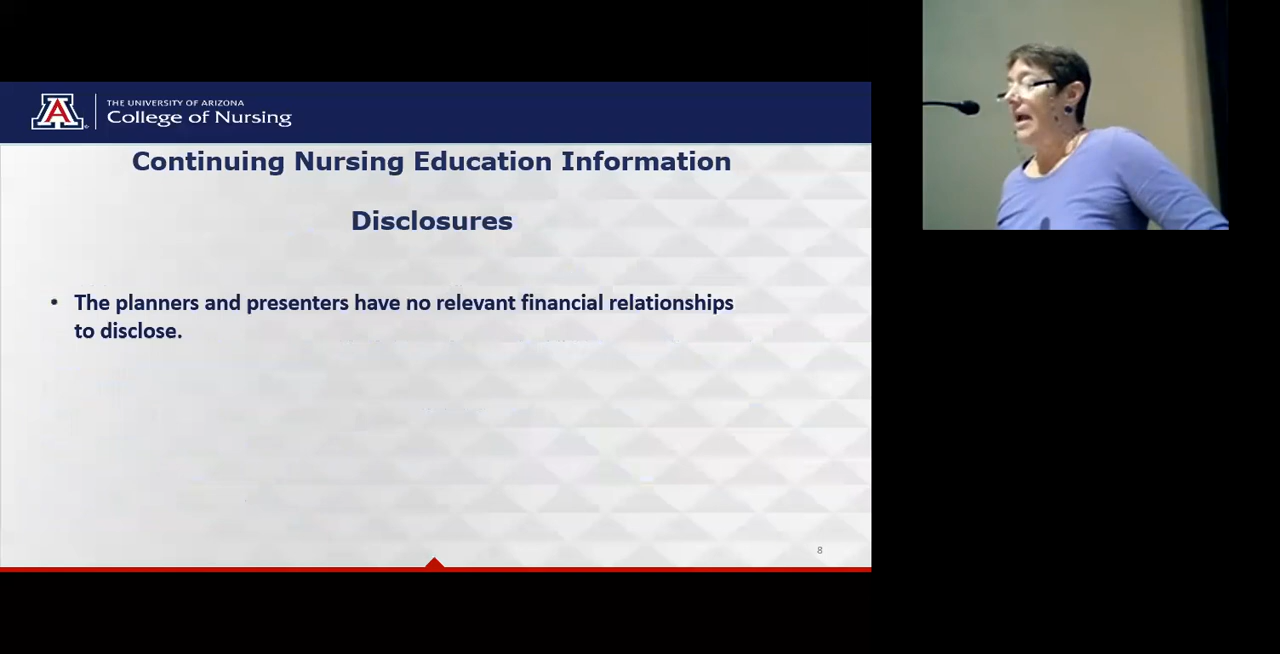 THE UNIVERSITY OF ARIZONA
College of Nursing
Continuing Nursing Education Information
Disclosures
• The planners and presenters have no relevant financial relationships
to disclose.
8